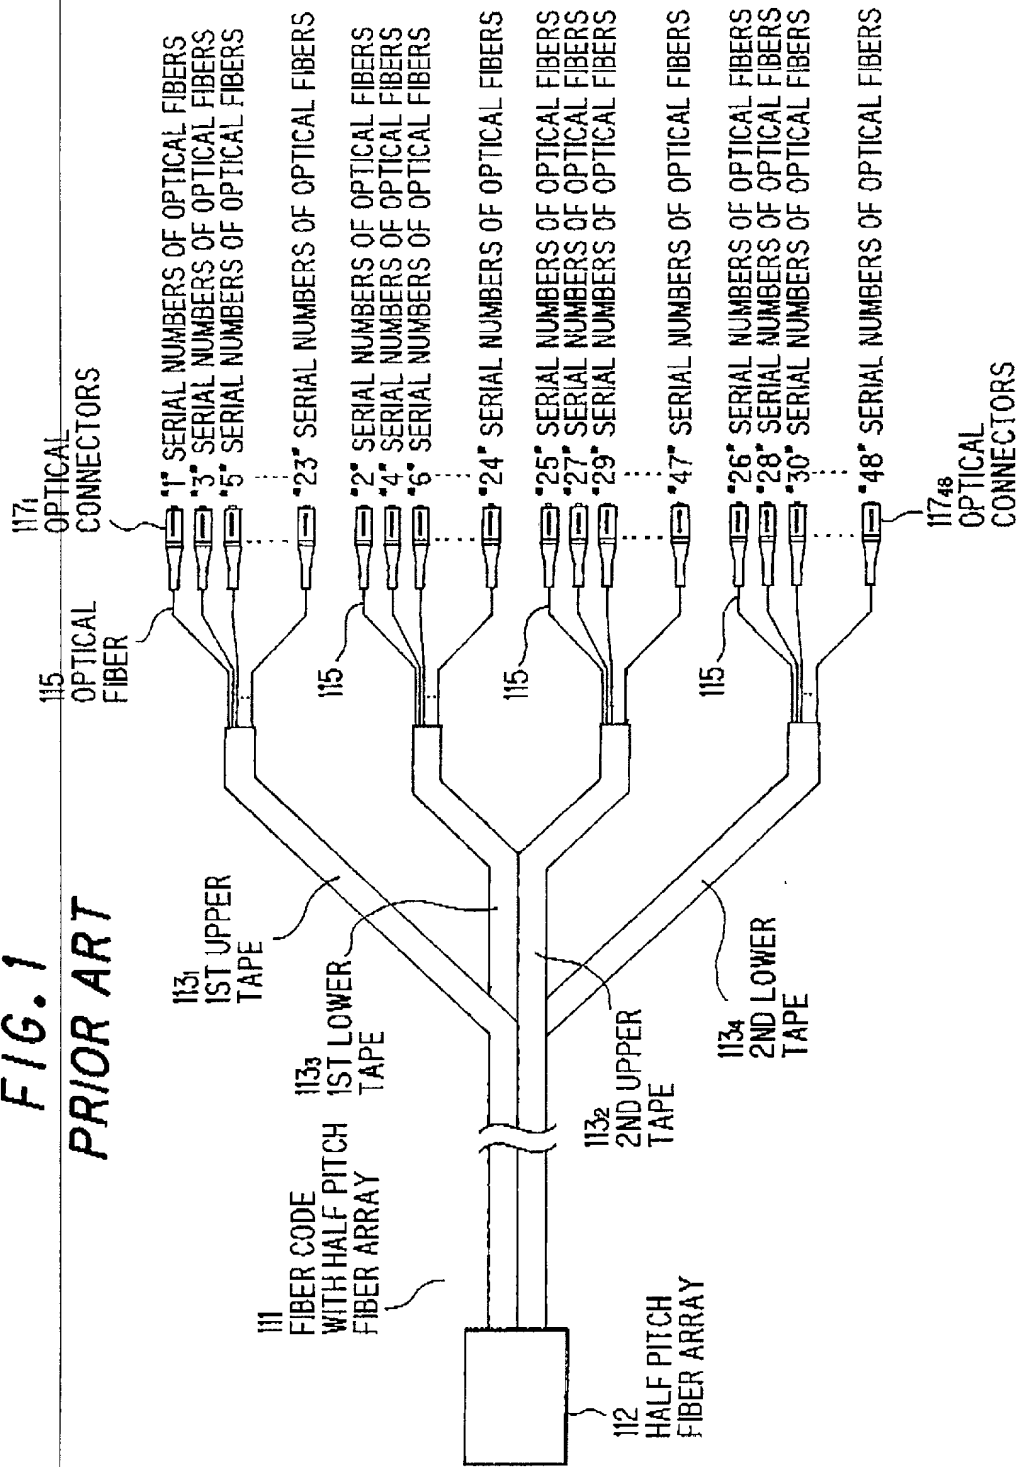 FIG. 1
PRIOR ART
111
FIBER CODE
WITH HALF PITCH
FIBER ARRAY
112
HALF PITCH
FIBER ARRAY
113₁
1ST UPPER
TAPE
113₃
1ST LOWER
TAPE
113₂
2ND UPPER
TAPE
113₄
2ND LOWER
TAPE
115
OPTICAL
FIBER
115
115
115
117₁
OPTICAL
CONNECTORS
"1" SERIAL NUMBERS OF OPTICAL FIBERS
"3" SERIAL NUMBERS OF OPTICAL FIBERS
"5" SERIAL NUMBERS OF OPTICAL FIBERS
"23" SERIAL NUMBERS OF OPTICAL FIBERS
"2" SERIAL NUMBERS OF OPTICAL FIBERS
"4" SERIAL NUMBERS OF OPTICAL FIBERS
"6" SERIAL NUMBERS OF OPTICAL FIBERS
"24" SERIAL NUMBERS OF OPTICAL FIBERS
"25" SERIAL NUMBERS OF OPTICAL FIBERS
"27" SERIAL NUMBERS OF OPTICAL FIBERS
"29" SERIAL NUMBERS OF OPTICAL FIBERS
"47" SERIAL NUMBERS OF OPTICAL FIBERS
"26" SERIAL NUMBERS OF OPTICAL FIBERS
"28" SERIAL NUMBERS OF OPTICAL FIBERS
"30" SERIAL NUMBERS OF OPTICAL FIBERS
"48" SERIAL NUMBERS OF OPTICAL FIBERS
117₄₈
OPTICAL
CONNECTORS